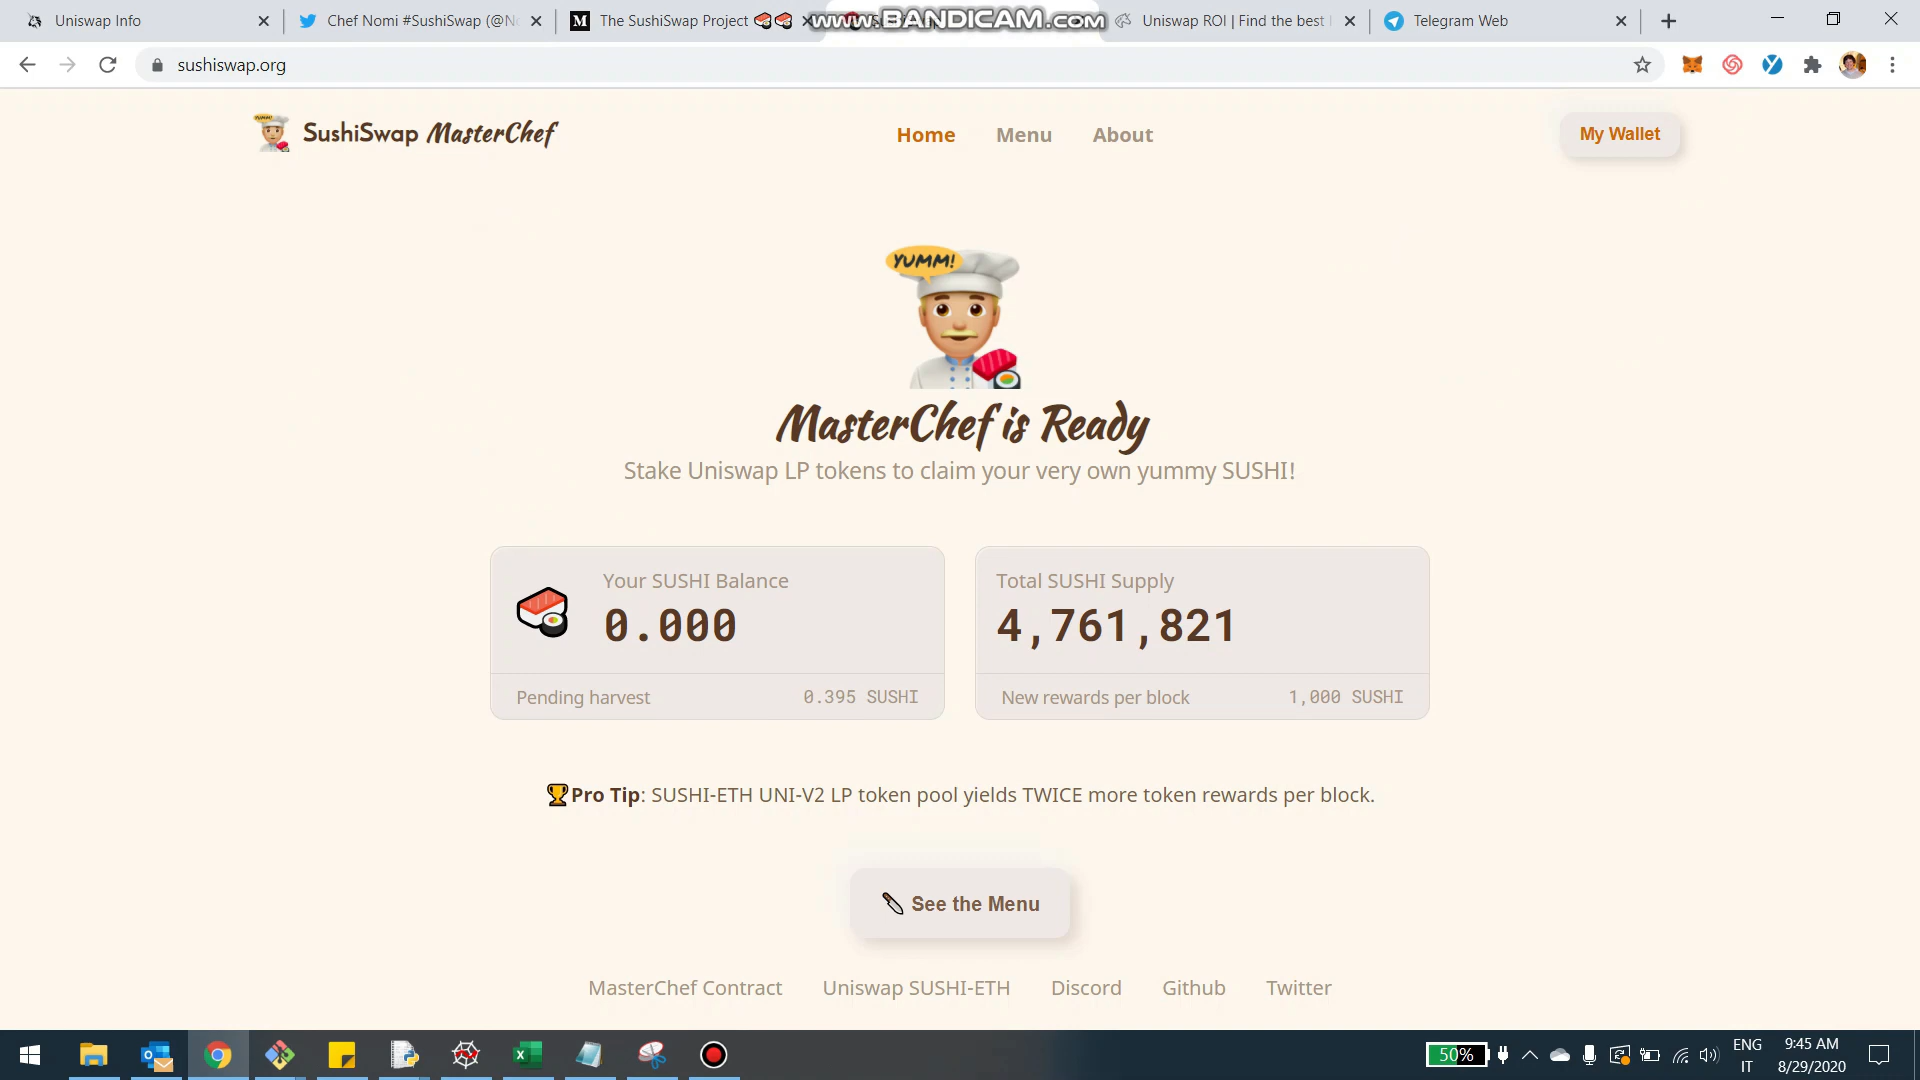 Uniswap Info
Chef Nomi #SushiSwap (@N
The SushiSwap Project 🍣🍣
www.BANDICAM.com
Uniswap ROI | Find the best
Telegram Web
sushiswap.org
SushiSwap MasterChef
Home
Menu
About
My Wallet
YUMM!
MasterChef is Ready
Stake Uniswap LP tokens to claim your very own yummy SUSHI!
Your SUSHI Balance
0.000
Pending harvest
0.395 SUSHI
Total SUSHI Supply
4,761,821
New rewards per block
1,000 SUSHI
🏆Pro Tip: SUSHI-ETH UNI-V2 LP token pool yields TWICE more token rewards per block.
🔪 See the Menu
MasterChef Contract
Uniswap SUSHI-ETH
Discord
Github
Twitter
50%
ENG
IT
9:45 AM
8/29/2020